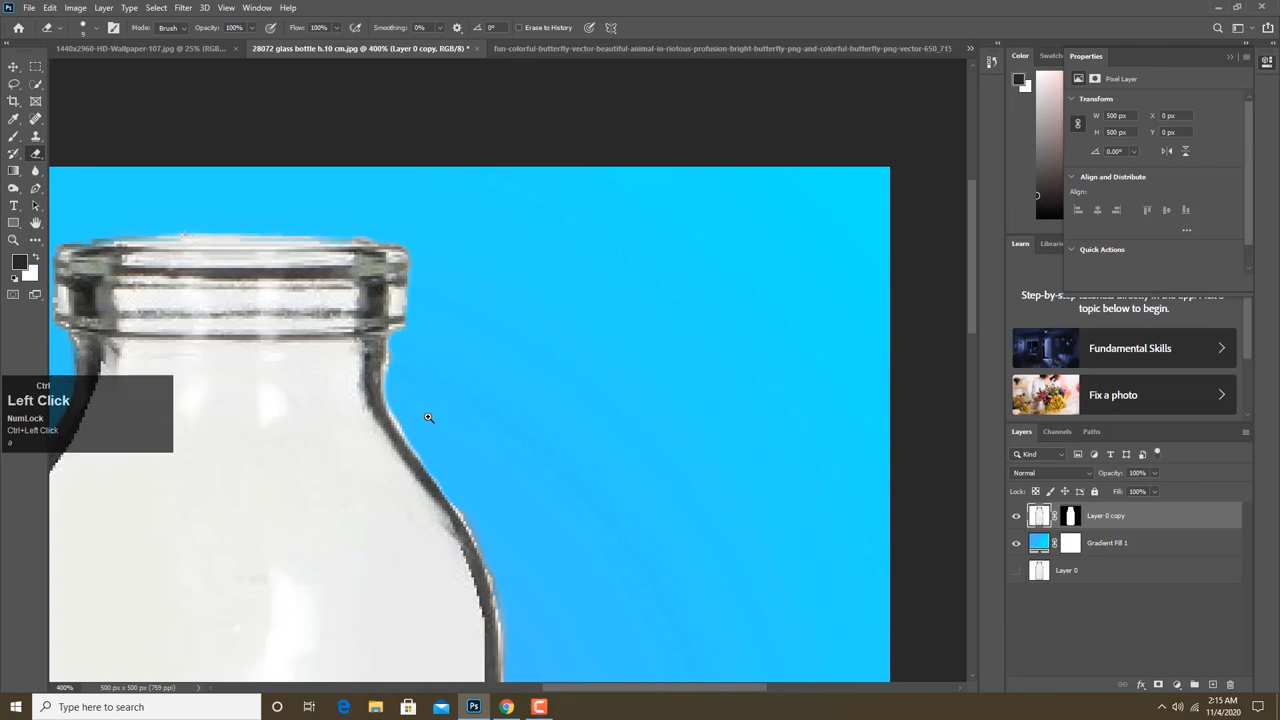 File Edit Image Layer Type Select Filter 3D View Window Help
9 Mode: Brush Opacity: 100% Flow: 100% Smoothing: 0% 0° Erase to History
1440x2960-HD-Wallpaper-107.jpg @ 25% (RGB... × 28072 glass bottle h.10 cm.jpg @ 400% (Layer 0 copy, RGB/8) * × fun-colorful-butterfly-vector-beautiful-animal-in-riotous-profusion-bright-butterfly-png-and-colorful-butterfly-png-vector-650_715
Color Swatch
Properties
Pixel Layer
Transform
W 500 px X 0 px
H 500 px Y 0 px
0.00°
Align and Distribute
Align:
Quick Actions
Learn Librari
Step-by-step tutorials directly in the app. Pick a
topic below to begin.
Fundamental Skills
Fix a photo
Ctrl
Left Click
NumLock
Ctrl+Left Click
Layers Channels Paths
Kind
Normal Opacity: 100%
Lock: Fill: 100%
Layer 0 copy
Gradient Fill 1
Layer 0
400% 500 px x 500 px (759 ppi)
Type here to search
2:15 AM
11/4/2020